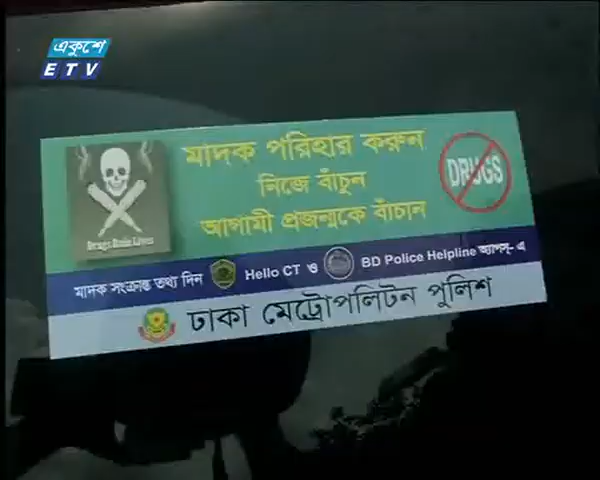 একুশে
ETV
মাদক পরিহার করুন
নিজে বাঁচুন
আগামী প্রজন্মকে বাঁচান
Drugs Ruin Lives
DRUGS
মাদক সংক্রান্ত তথ্য দিন Hello CT ও BD Police Helpline অ্যাপস্-এ
ঢাকা মেট্রোপলিটন পুলিশ